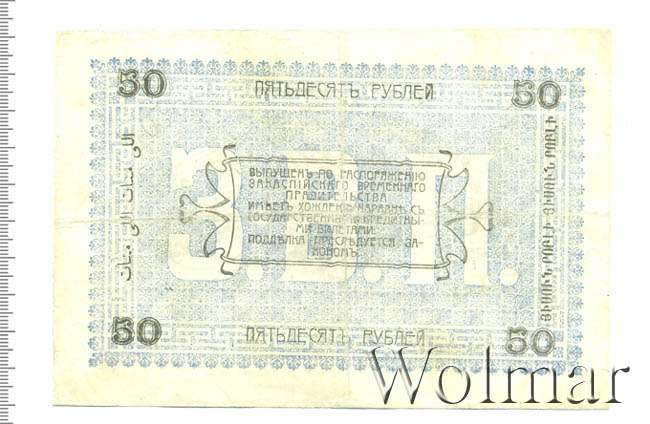 50 ПЯТЬДЕСЯТЪ РУБЛЕЙ 50
ВЫПУЩЕНЪ ПО РАСПОРЯЖЕНІЮ
ЗАКАСПІЙСКАГО ВРЕМЕННАГО
ПРАВИТЕЛЬСТВА
ИМѢЕТЪ ХОЖДЕНІЕ НАРАВНѢ СЪ
ГОСУДАРСТВЕННЫМИ КРЕДИТНЫ-
МИ БИЛЕТАМИ.
ПОДДѢЛКА ПРЕСЛѢДУЕТСЯ ЗА-
КОНОМЪ
З.В.П.
50 ПЯТЬДЕСЯТЪ РУБЛЕЙ 50
Wolmar